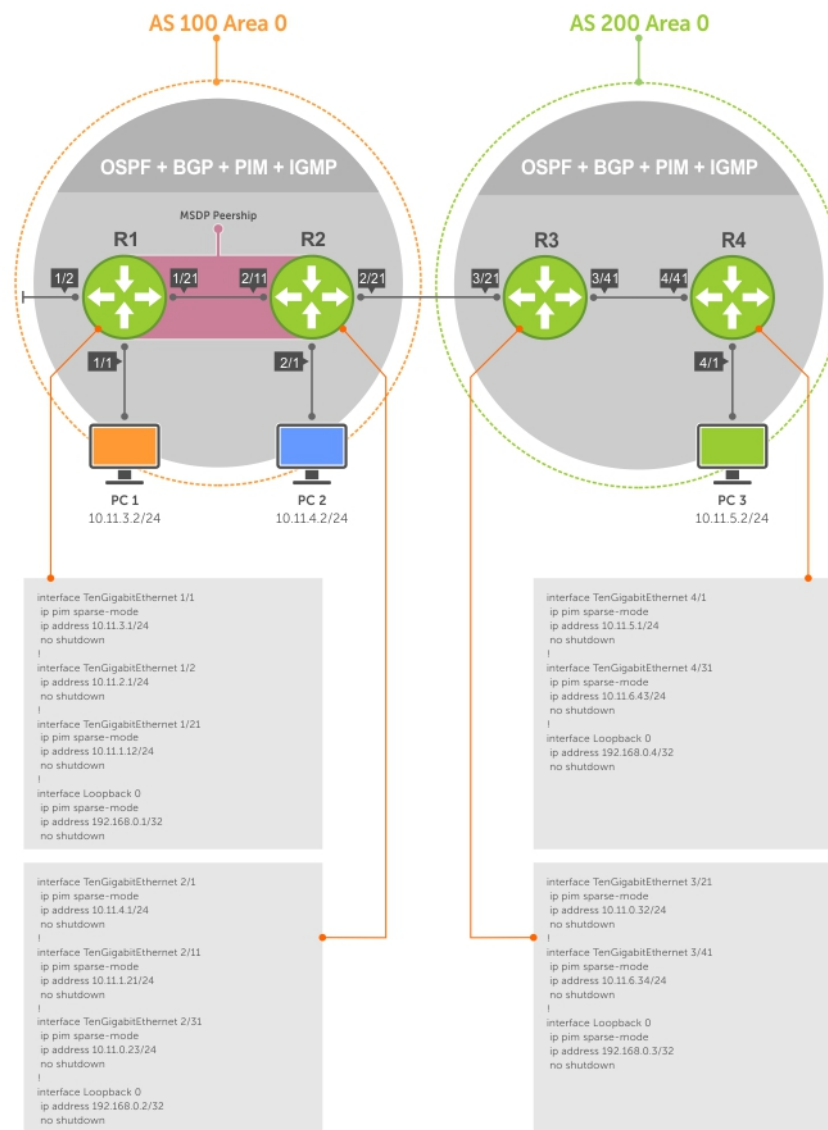 AS 100 Area 0
AS 200 Area 0
OSPF + BGP + PIM + IGMP
OSPF + BGP + PIM + IGMP
MSDP Peership
R1
R2
R3
R4
1/2
1/21
2/11
2/21
3/21
3/41
4/41
1/1
2/1
4/1
PC 1
10.11.3.2/24
PC 2
10.11.4.2/24
PC 3
10.11.5.2/24
interface TenGigabitEthernet 1/1
ip pim sparse-mode
ip address 10.11.3.1/24
no shutdown
!
interface TenGigabitEthernet 1/2
ip address 10.11.2.1/24
no shutdown
!
interface TenGigabitEthernet 1/21
ip pim sparse-mode
ip address 10.11.1.12/24
no shutdown
!
interface Loopback 0
ip pim sparse-mode
ip address 192.168.0.1/32
no shutdown
interface TenGigabitEthernet 4/1
ip pim sparse-mode
ip address 10.11.5.1/24
no shutdown
!
interface TenGigabitEthernet 4/31
ip pim sparse-mode
ip address 10.11.6.43/24
no shutdown
!
interface Loopback 0
ip address 192.168.0.4/32
no shutdown
interface TenGigabitEthernet 2/1
ip pim sparse-mode
ip address 10.11.4.1/24
no shutdown
!
interface TenGigabitEthernet 2/11
ip pim sparse-mode
ip address 10.11.1.21/24
no shutdown
!
interface TenGigabitEthernet 2/31
ip pim sparse-mode
ip address 10.11.0.23/24
no shutdown
!
interface Loopback 0
ip address 192.168.0.2/32
no shutdown
interface TenGigabitEthernet 3/21
ip pim sparse-mode
ip address 10.11.0.32/24
no shutdown
!
interface TenGigabitEthernet 3/41
ip pim sparse-mode
ip address 10.11.6.34/24
no shutdown
!
interface Loopback 0
ip pim sparse-mode
ip address 192.168.0.3/32
no shutdown